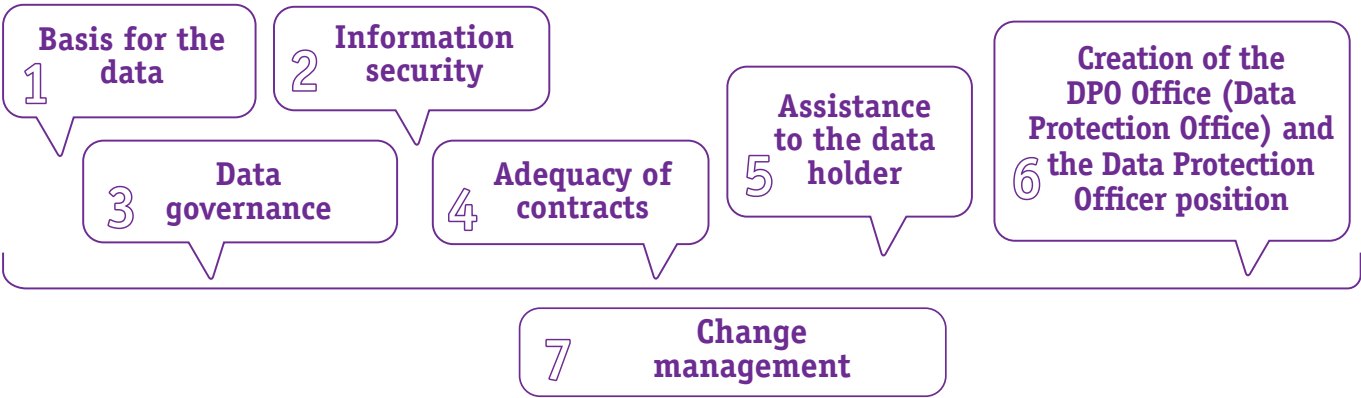 1
Basis for the
data
2
Information
security
3
Data
governance
4
Adequacy of
contracts
5
Assistance
to the data
holder
6
Creation of the
DPO Office (Data
Protection Office) and
the Data Protection
Officer position
7
Change
management